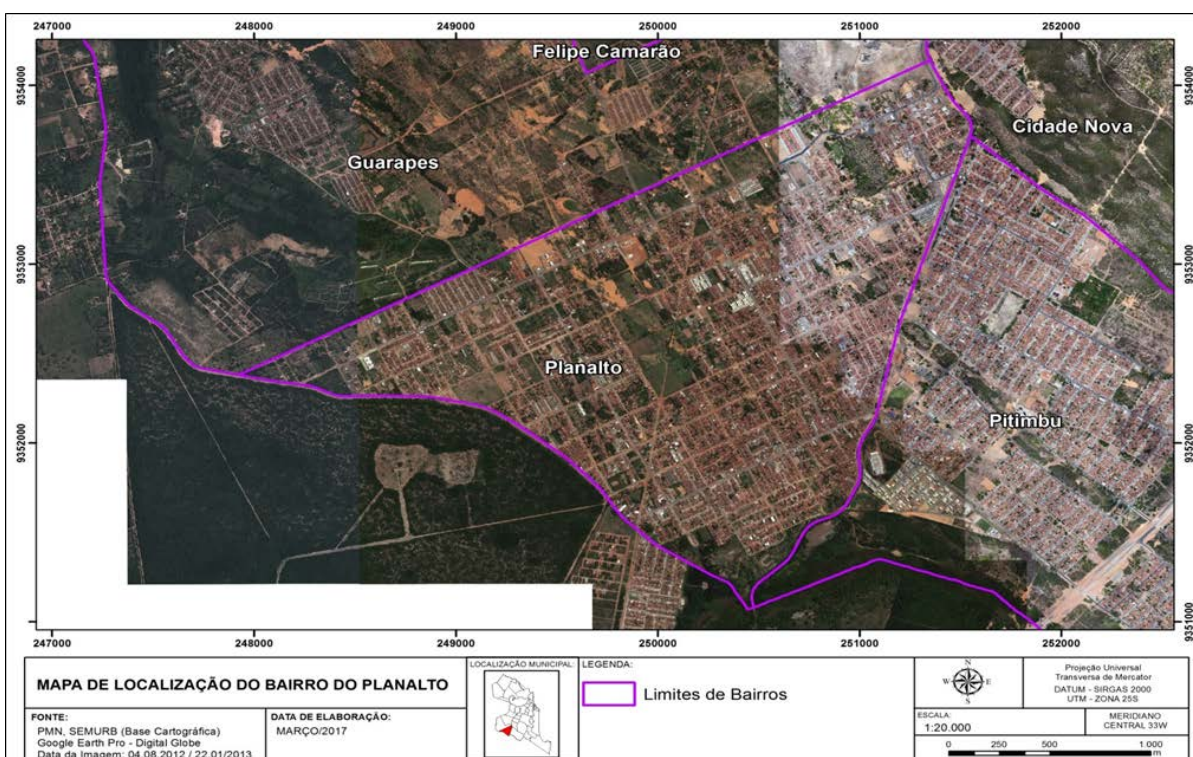 247000 248000 249000 250000 251000 252000
Felipe Camarão
9354000 9354000
Cidade Nova
Guarapes
9353000 9353000
Planalto
Pitimbu
9352000 9352000
9351000 9351000
247000 248000 249000 250000 251000 252000
MAPA DE LOCALIZAÇÃO DO BAIRRO DO PLANALTO
FONTE:
PMN, SEMURB (Base Cartográfica)
Google Earth Pro - Digital Globe
Data da Imagem: 04.08.2012 / 22.01/2013
DATA DE ELABORAÇÃO:
MARÇO/2017
LOCALIZAÇÃO MUNICIPAL:
LEGENDA:
Limites de Bairros
N
W E
S
Projeção Universal
Transversa de Mercator
DATUM - SIRGAS 2000
UTM - ZONA 25S
ESCALA:
1:20.000
MERIDIANO
CENTRAL 33W
0 250 500 1.000
m